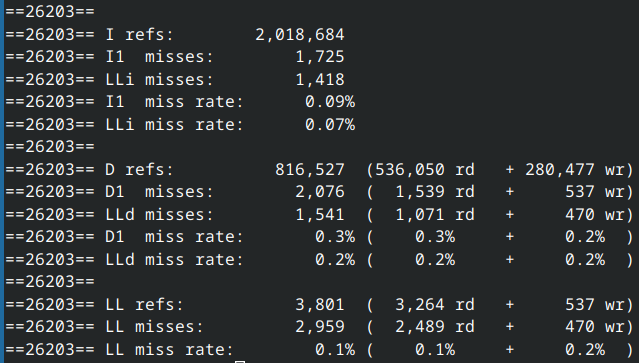 ==26203==
==26203== I refs:        2,018,684
==26203== I1  misses:        1,725
==26203== LLi misses:        1,418
==26203== I1  miss rate:      0.09%
==26203== LLi miss rate:      0.07%
==26203==
==26203== D refs:          816,527  (536,050 rd   + 280,477 wr)
==26203== D1  misses:        2,076  (  1,539 rd   +     537 wr)
==26203== LLd misses:        1,541  (  1,071 rd   +     470 wr)
==26203== D1  miss rate:       0.3% (    0.3%     +     0.2%  )
==26203== LLd miss rate:       0.2% (    0.2%     +     0.2%  )
==26203==
==26203== LL refs:           3,801  (  3,264 rd   +     537 wr)
==26203== LL misses:         2,959  (  2,489 rd   +     470 wr)
==26203== LL miss rate:        0.1% (    0.1%     +     0.2%  )